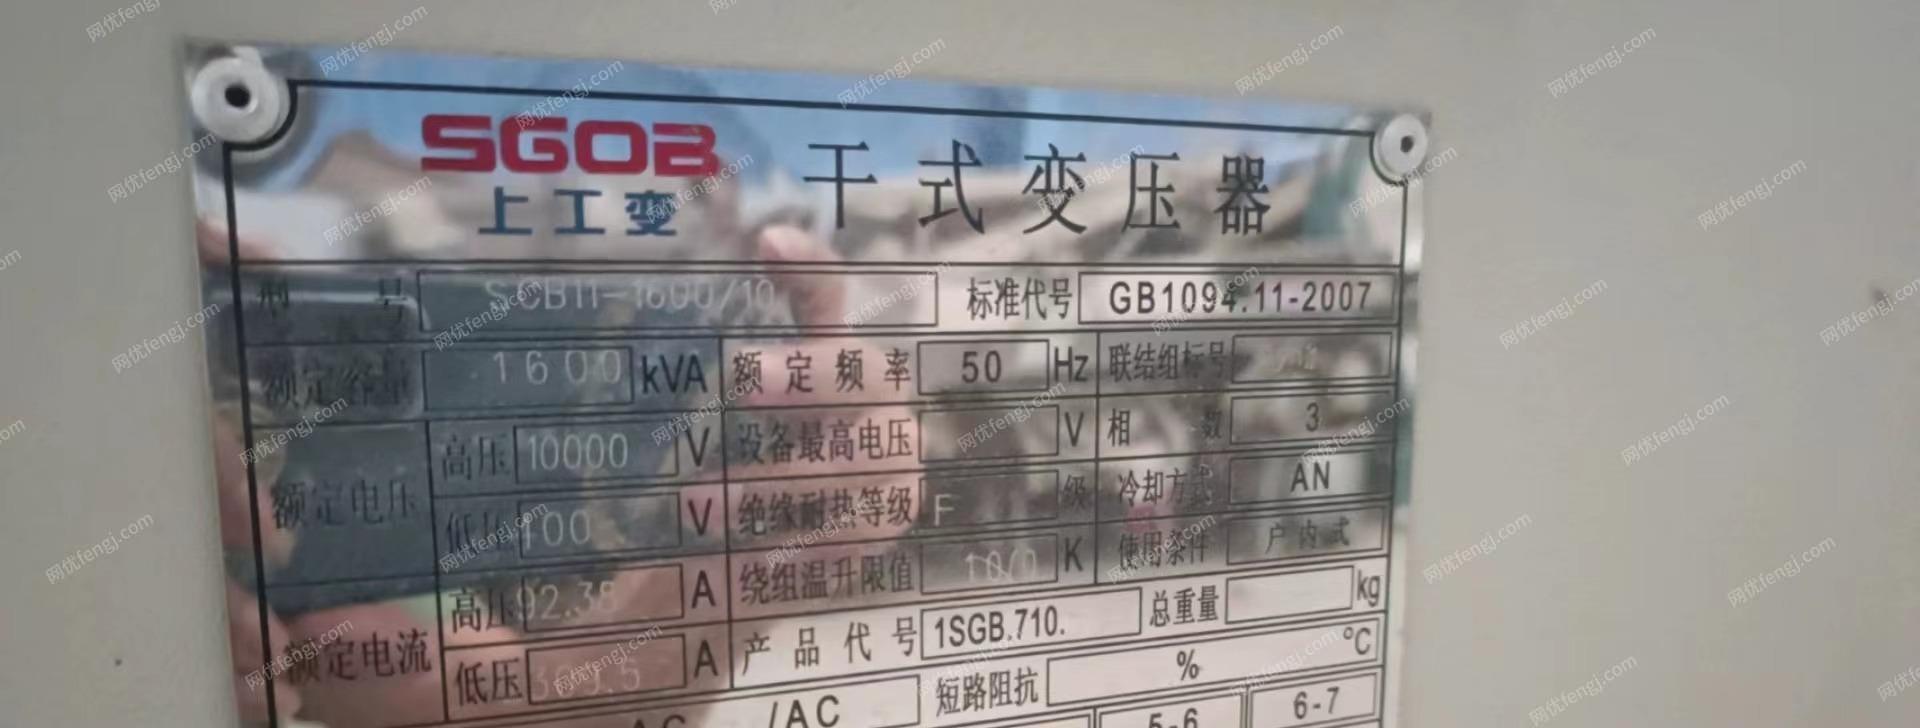 SGOB
上工变
干式变压器
型号 SCB11-1600/10 标准代号 GB1094.11-2007
额定容量 1600 kVA 额定频率 50 Hz 联结组标号
额定电压 高压 10000 V 设备最高电压 V 相数 3
低压 400 V 绝缘耐热等级 F 级 冷却方式 AN
绕组温升限值 100 K 使用条件 户内式
额定电流 高压 92.38 A 产品代号 1SGB.710. 总重量 kg
低压 A 短路阻抗 % ℃
AC /AC 5-6 6-7
网优fengj.com